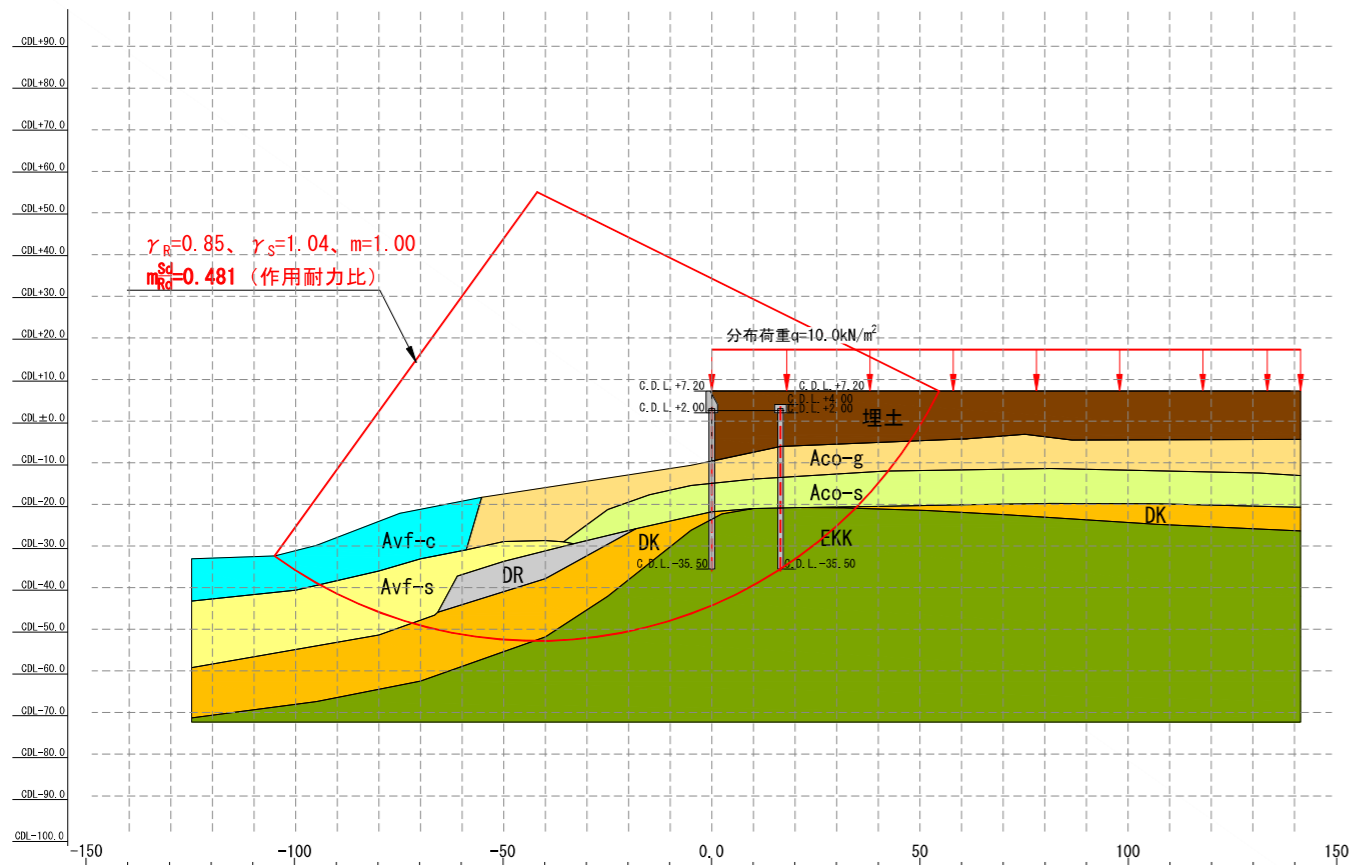 CDL+90.0
CDL+80.0
CDL+70.0
CDL+60.0
CDL+50.0
CDL+40.0
CDL+30.0
CDL+20.0
CDL+10.0
CDL±0.0
CDL-10.0
CDL-20.0
CDL-30.0
CDL-40.0
CDL-50.0
CDL-60.0
CDL-70.0
CDL-80.0
CDL-90.0
CDL-100.0
γR=0.85、γS=1.04、m=1.00
m Sd/Rd=0.481 (作用耐力比)
分布荷重q=10.0kN/m²
C.D.L.+7.20
C.D.L.+7.20
C.D.L.+4.00
C.D.L.+2.00
C.D.L.+2.00
埋土
Aco-g
Aco-s
Avf-c
Avf-s
DR
DK
EKK
DK
C.D.L.-35.50
C.D.L.-35.50
-150
-100
-50
0.0
50
100
150